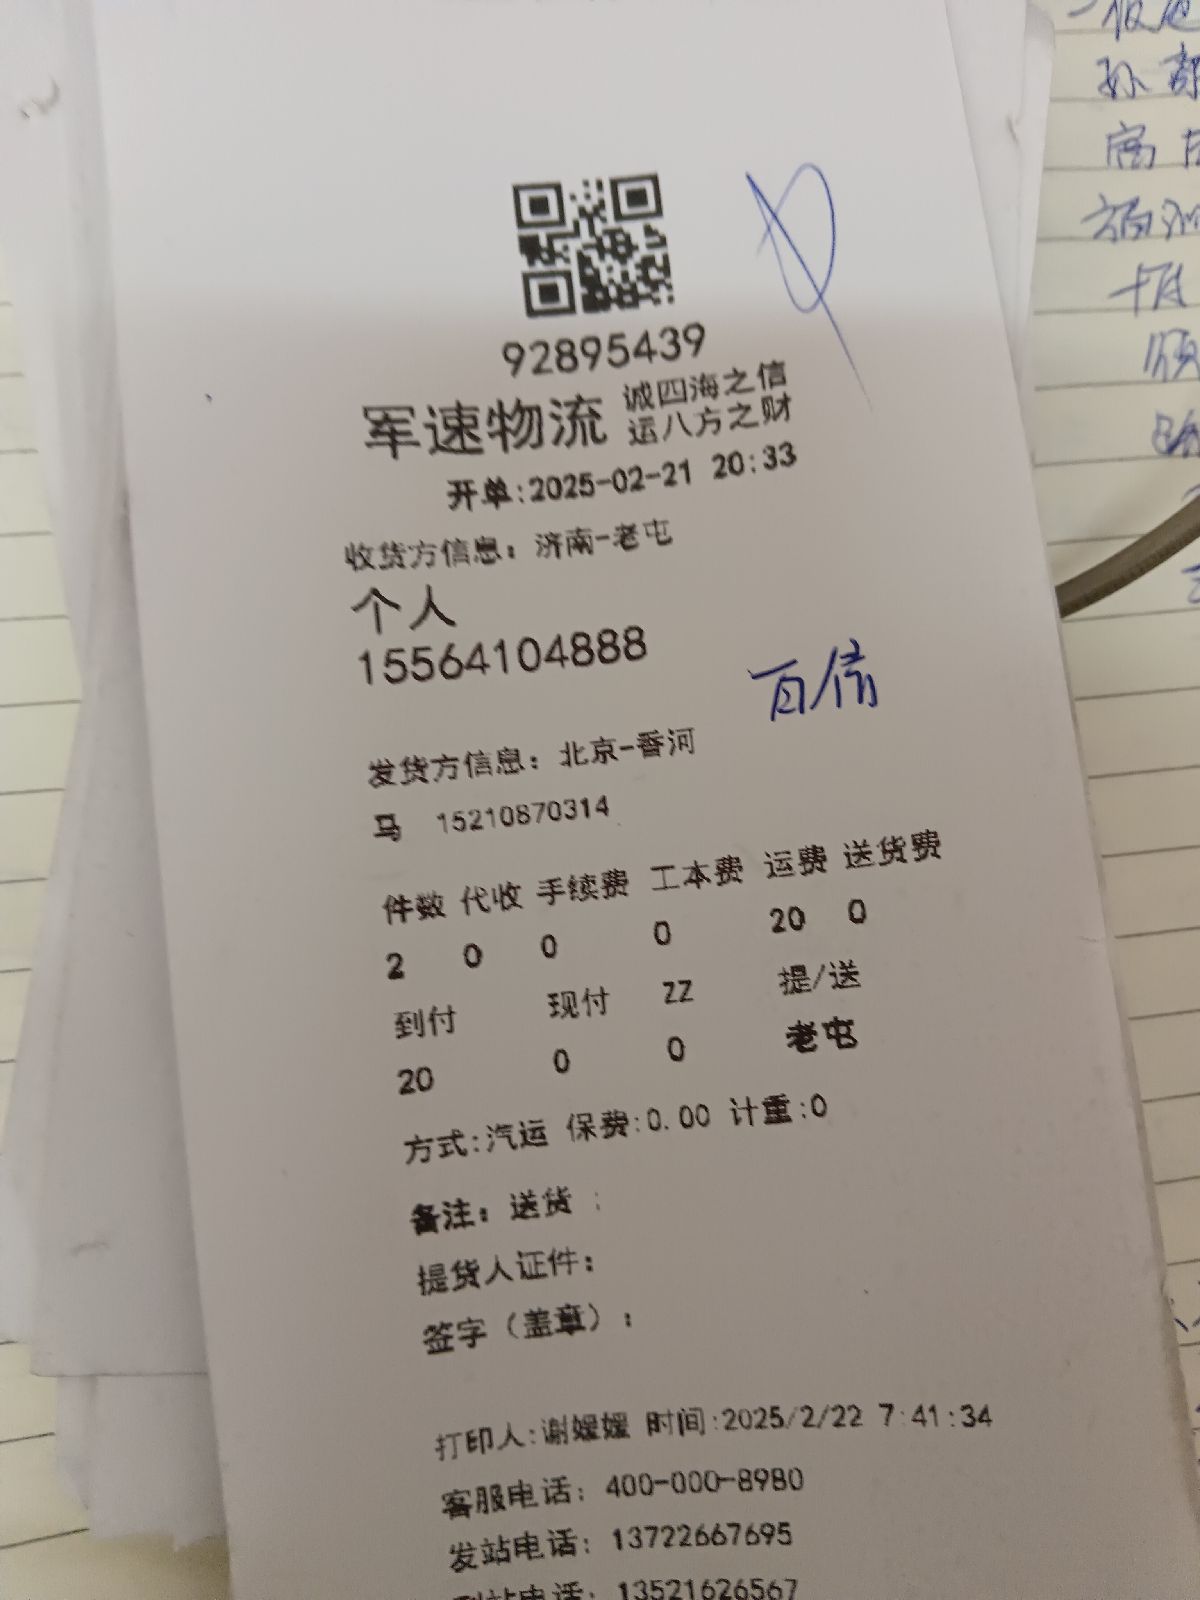 92895439
军速物流 诚四海之信
运八方之财
开单:2025-02-21 20:33
收货方信息：济南-老屯
个人
15564104888
百信
发货方信息：北京-香河
马 15210870314
件数 代收 手续费 工本费 运费 送货费
2 0 0 0 20 0
到付 现付 ZZ 提/送
20 0 0 老屯
方式:汽运 保费:0.00 计重:0
备注：送货 ;
提货人证件：
签字（盖章）：
打印人:谢媛媛 时间:2025/2/22 7:41:34
客服电话：400-000-8980
发站电话：13722667695
到站电话：13521626567
孙